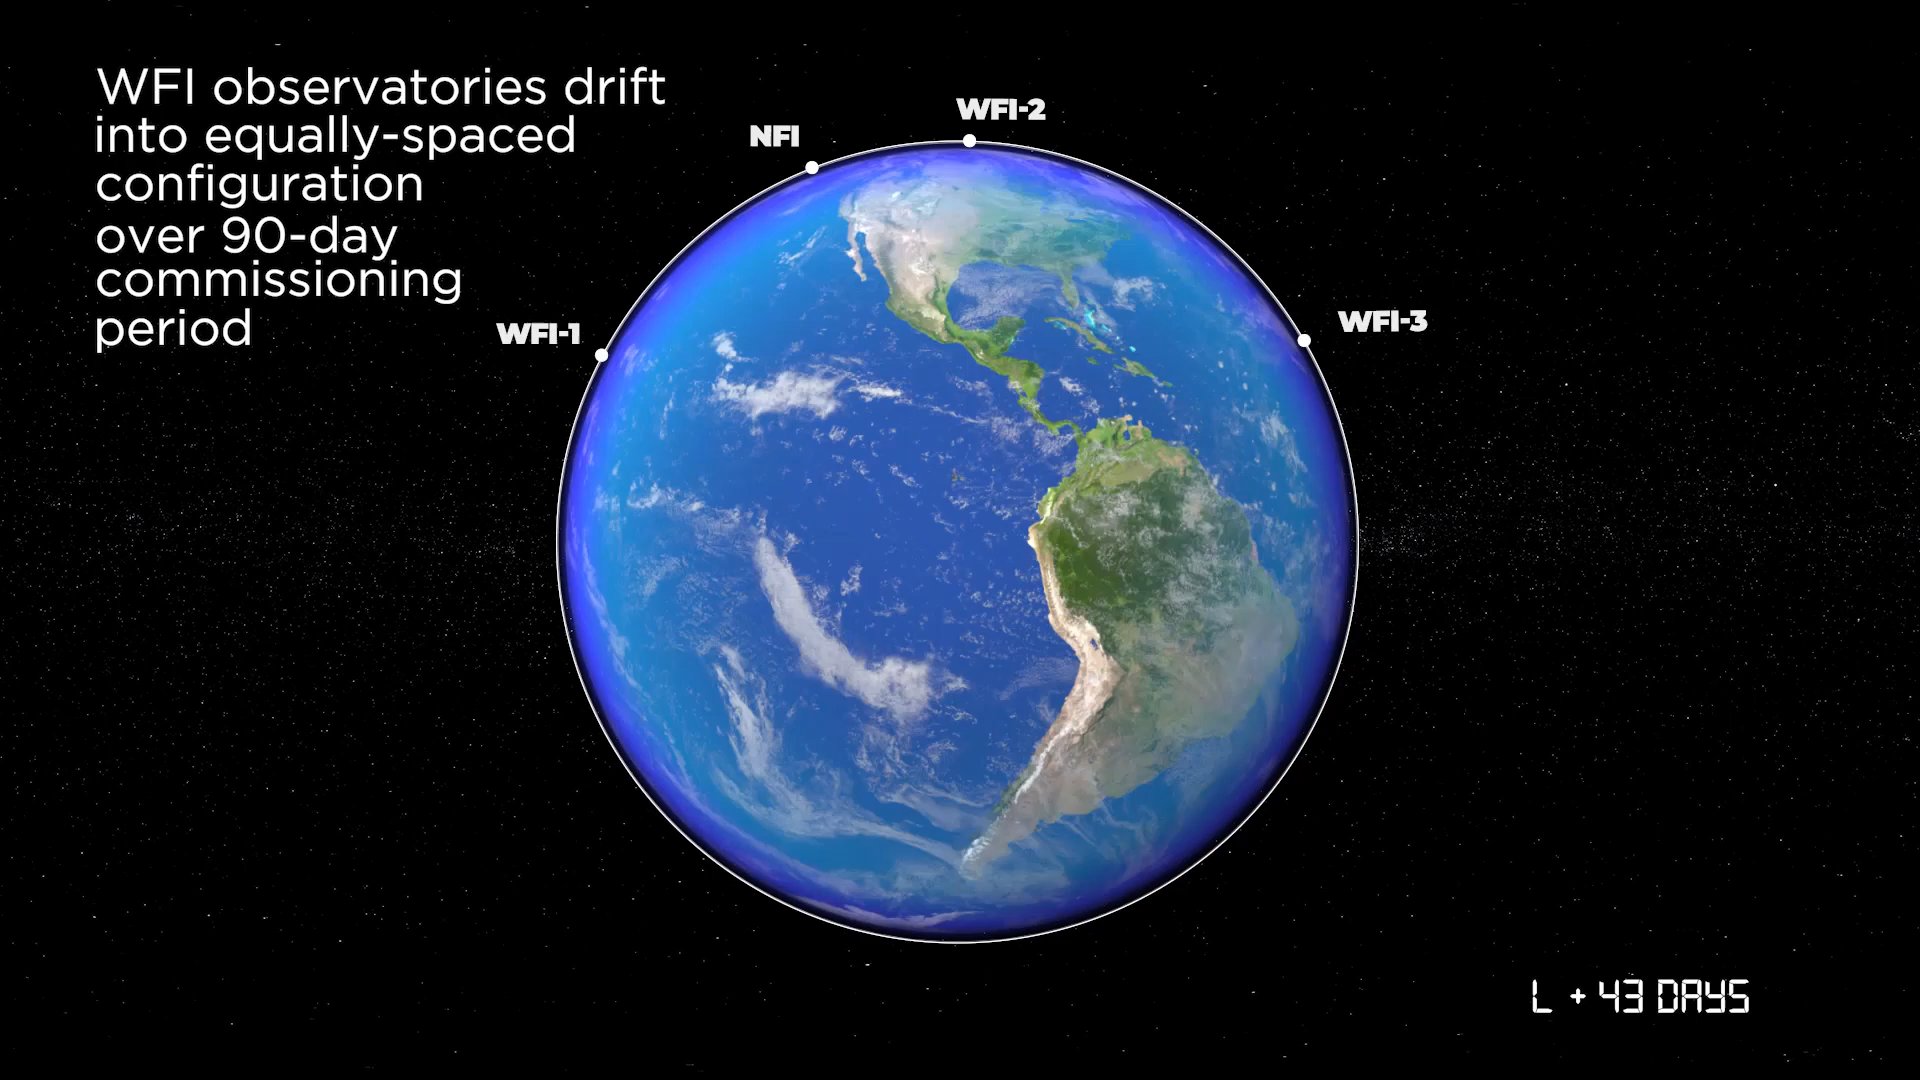 WFI observatories drift
into equally-spaced
configuration
over 90-day
commissioning
period
NFI
WFI-2
WFI-1
WFI-3
L + 43 DAYS